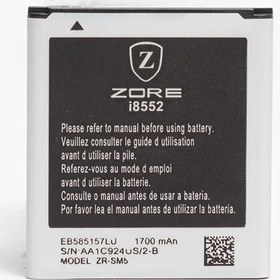 Z
ZORE
i8552
Please refer to manual before using battery.
Veuillez consulter le guide d'utilisation
avant d utiliser la pile.
Referez-vous au mode d emploi
avant d'utiliser la batterie.
Consulte o manual antes de usar a bateria.
Por favor lea el manual antes de usar la bateria
EB585157LU 1700 mAh
S/N·AA1C924US/2-B
MODEL ZR-SM5